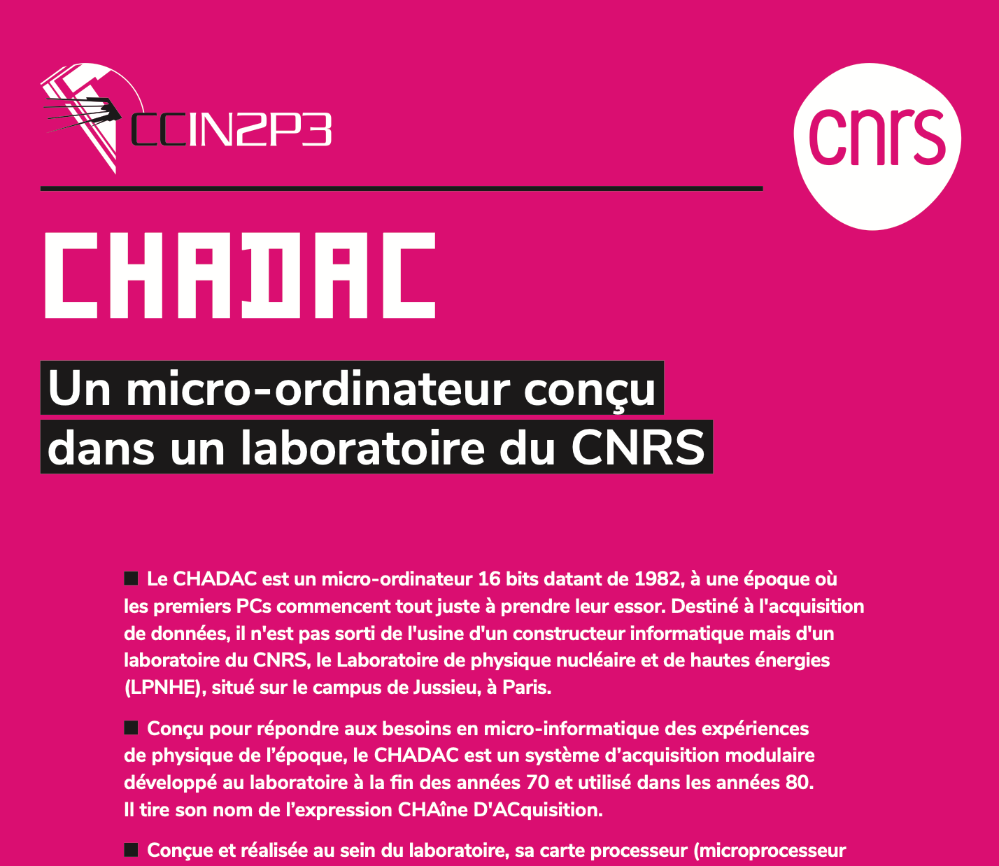 CCIN2P3
cnrs
CHADAC
Un micro-ordinateur conçu
dans un laboratoire du CNRS
■ Le CHADAC est un micro-ordinateur 16 bits datant de 1982, à une époque où
les premiers PCs commencent tout juste à prendre leur essor. Destiné à l'acquisition
de données, il n'est pas sorti de l'usine d'un constructeur informatique mais d'un
laboratoire du CNRS, le Laboratoire de physique nucléaire et de hautes énergies
(LPNHE), situé sur le campus de Jussieu, à Paris.
■ Conçu pour répondre aux besoins en micro-informatique des expériences
de physique de l’époque, le CHADAC est un système d’acquisition modulaire
développé au laboratoire à la fin des années 70 et utilisé dans les années 80.
Il tire son nom de l’expression CHAîne D'ACquisition.
■ Conçue et réalisée au sein du laboratoire, sa carte processeur (microprocesseur